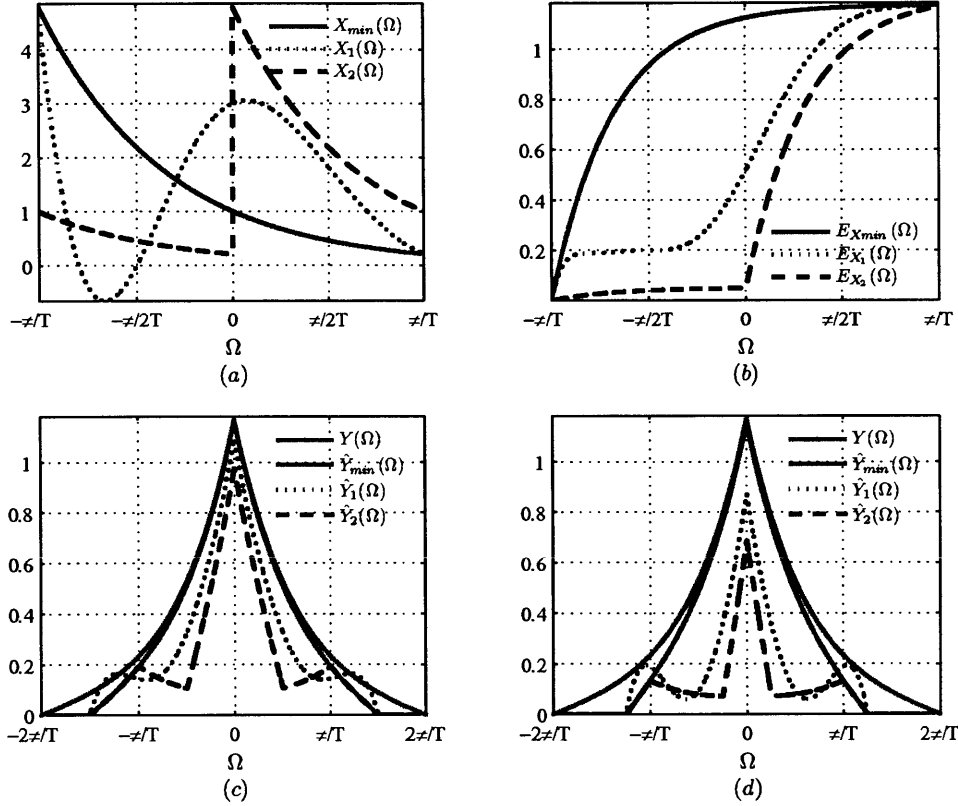 4
3
2
1
0
X_min(Ω)
X_1(Ω)
X_2(Ω)
−≠/T −≠/2T 0 ≠/2T ≠/T
Ω
(a)
1
0.8
0.6
0.4
0.2
E_Xmin(Ω)
E_X_1(Ω)
E_X_2(Ω)
−≠/T −≠/2T 0 ≠/2T ≠/T
Ω
(b)
1
0.8
0.6
0.4
0.2
0
Y(Ω)
Ŷ_min(Ω)
Ŷ_1(Ω)
Ŷ_2(Ω)
−2≠/T −≠/T 0 ≠/T 2≠/T
Ω
(c)
1
0.8
0.6
0.4
0.2
0
Y(Ω)
Ŷ_min(Ω)
Ŷ_1(Ω)
Ŷ_2(Ω)
−2≠/T −≠/T 0 ≠/T 2≠/T
Ω
(d)